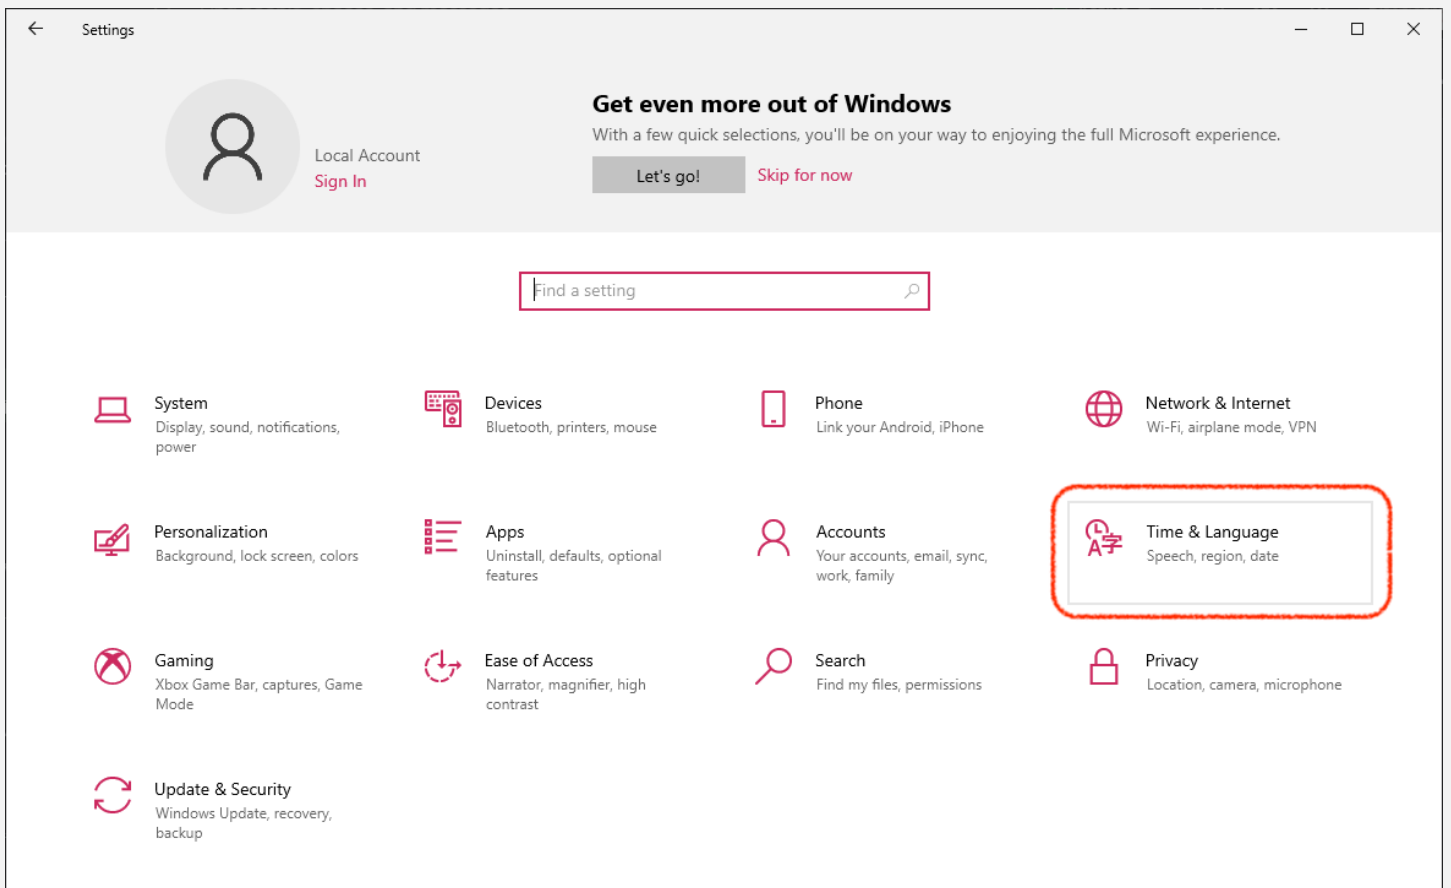 Settings
Get even more out of Windows
With a few quick selections, you'll be on your way to enjoying the full Microsoft experience.
Local Account
Sign In
Let's go!
Skip for now
Find a setting
System
Display, sound, notifications,
power
Devices
Bluetooth, printers, mouse
Phone
Link your Android, iPhone
Network & Internet
Wi-Fi, airplane mode, VPN
Personalization
Background, lock screen, colors
Apps
Uninstall, defaults, optional
features
Accounts
Your accounts, email, sync,
work, family
A字
Time & Language
Speech, region, date
Gaming
Xbox Game Bar, captures, Game
Mode
Ease of Access
Narrator, magnifier, high
contrast
Search
Find my files, permissions
Privacy
Location, camera, microphone
Update & Security
Windows Update, recovery,
backup